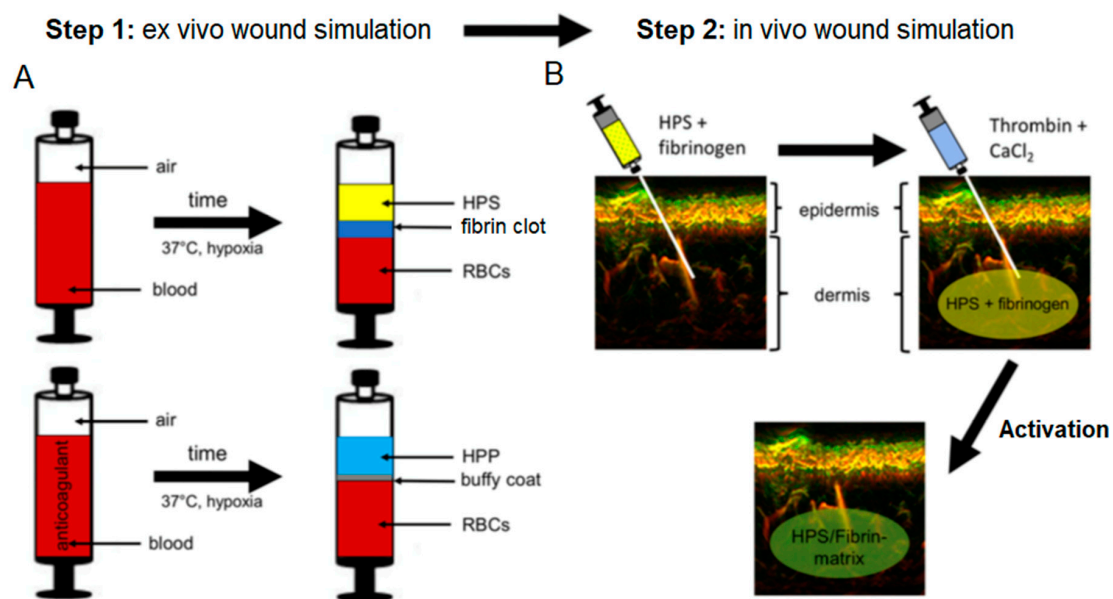 Step 1: ex vivo wound simulation
Step 2: in vivo wound simulation
A
air
blood
time
37°C, hypoxia
HPS
fibrin clot
RBCs
anticoagulant
air
blood
time
37°C, hypoxia
HPP
buffy coat
RBCs
B
HPS +
fibrinogen
Thrombin +
CaCl₂
epidermis
dermis
HPS + fibrinogen
Activation
HPS/Fibrin-
matrix